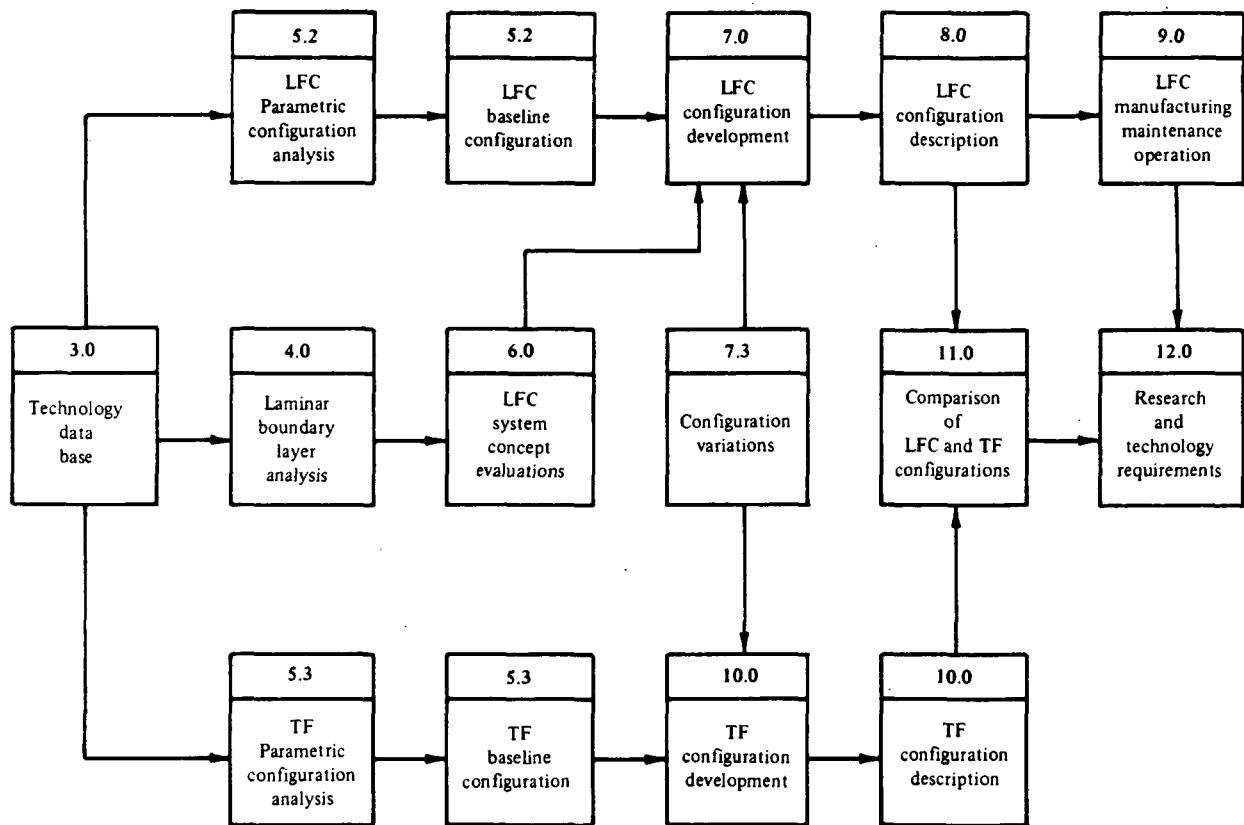 5.2
LFC
Parametric
configuration
analysis
5.2
LFC
baseline
configuration
7.0
LFC
configuration
development
8.0
LFC
configuration
description
9.0
LFC
manufacturing
maintenance
operation
3.0
Technology
data
base
4.0
Laminar
boundary
layer
analysis
6.0
LFC
system
concept
evaluations
7.3
Configuration
variations
11.0
Comparison
of
LFC and TF
configurations
12.0
Research
and
technology
requirements
5.3
TF
Parametric
configuration
analysis
5.3
TF
baseline
configuration
10.0
TF
configuration
development
10.0
TF
configuration
description